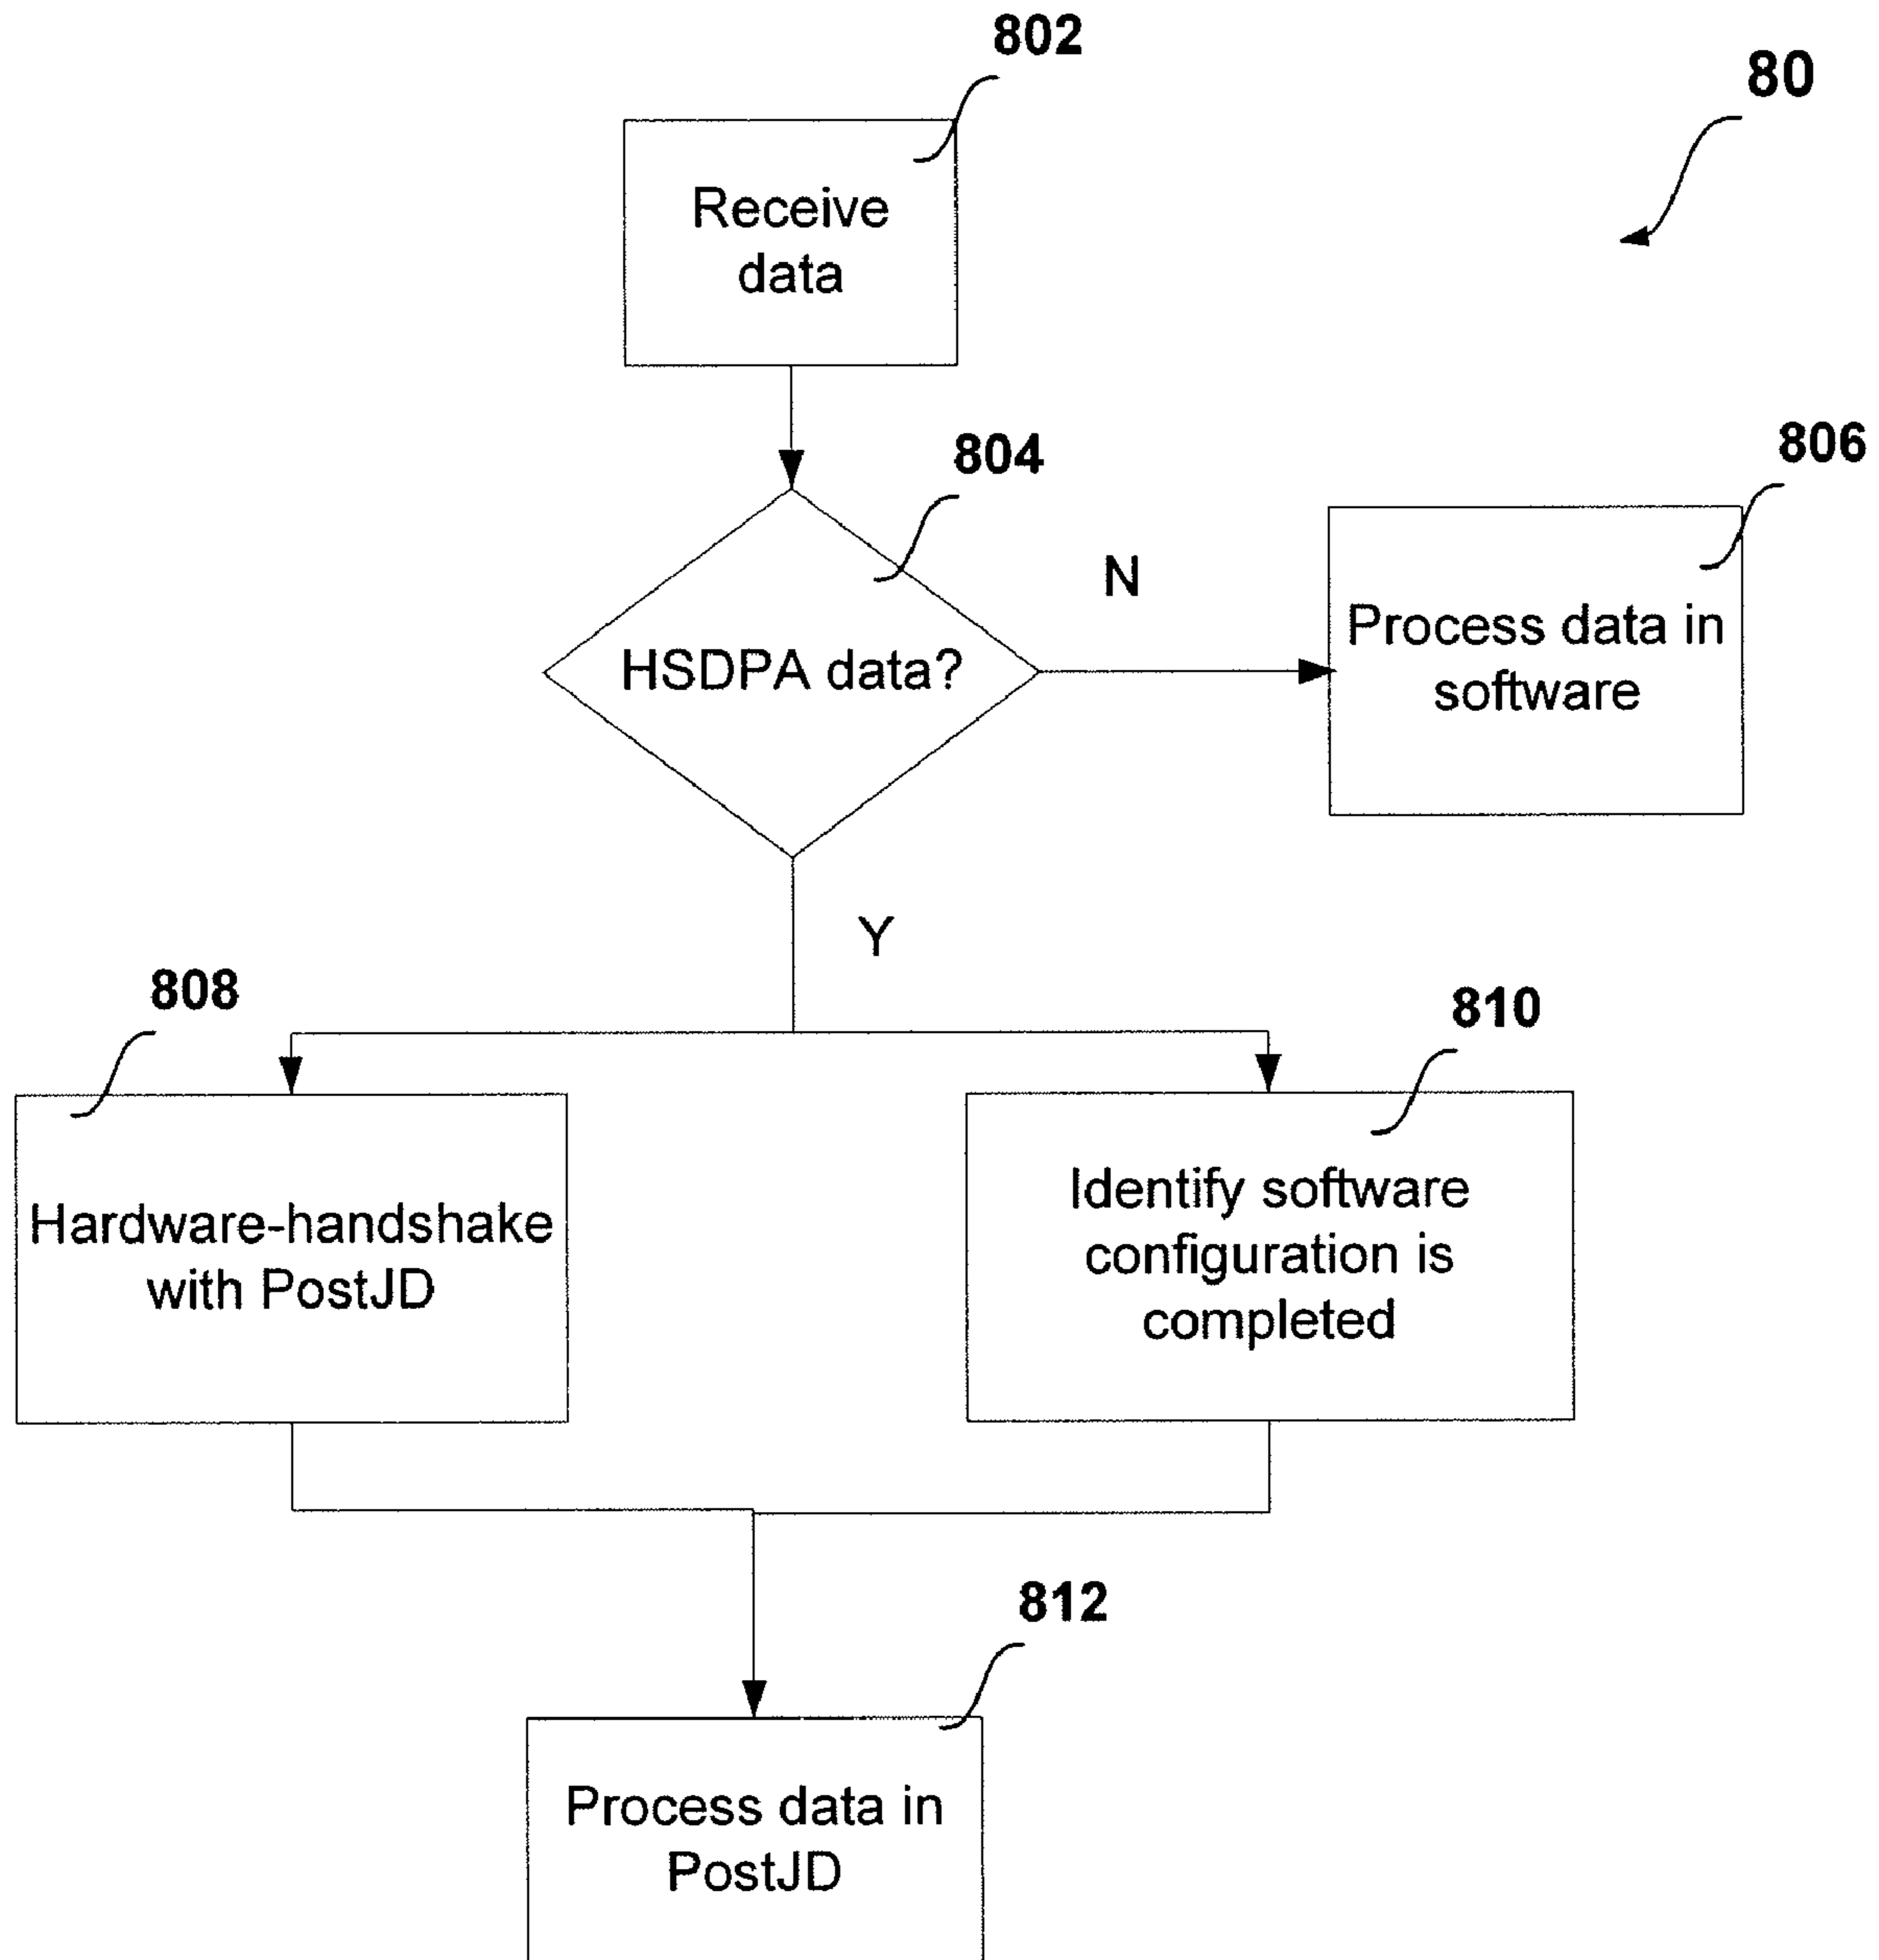 802
80
Receive
data
804
806
HSDPA data?
N
Process data in
software
Y
808
810
Hardware-handshake
with PostJD
Identify software
configuration is
completed
812
Process data in
PostJD